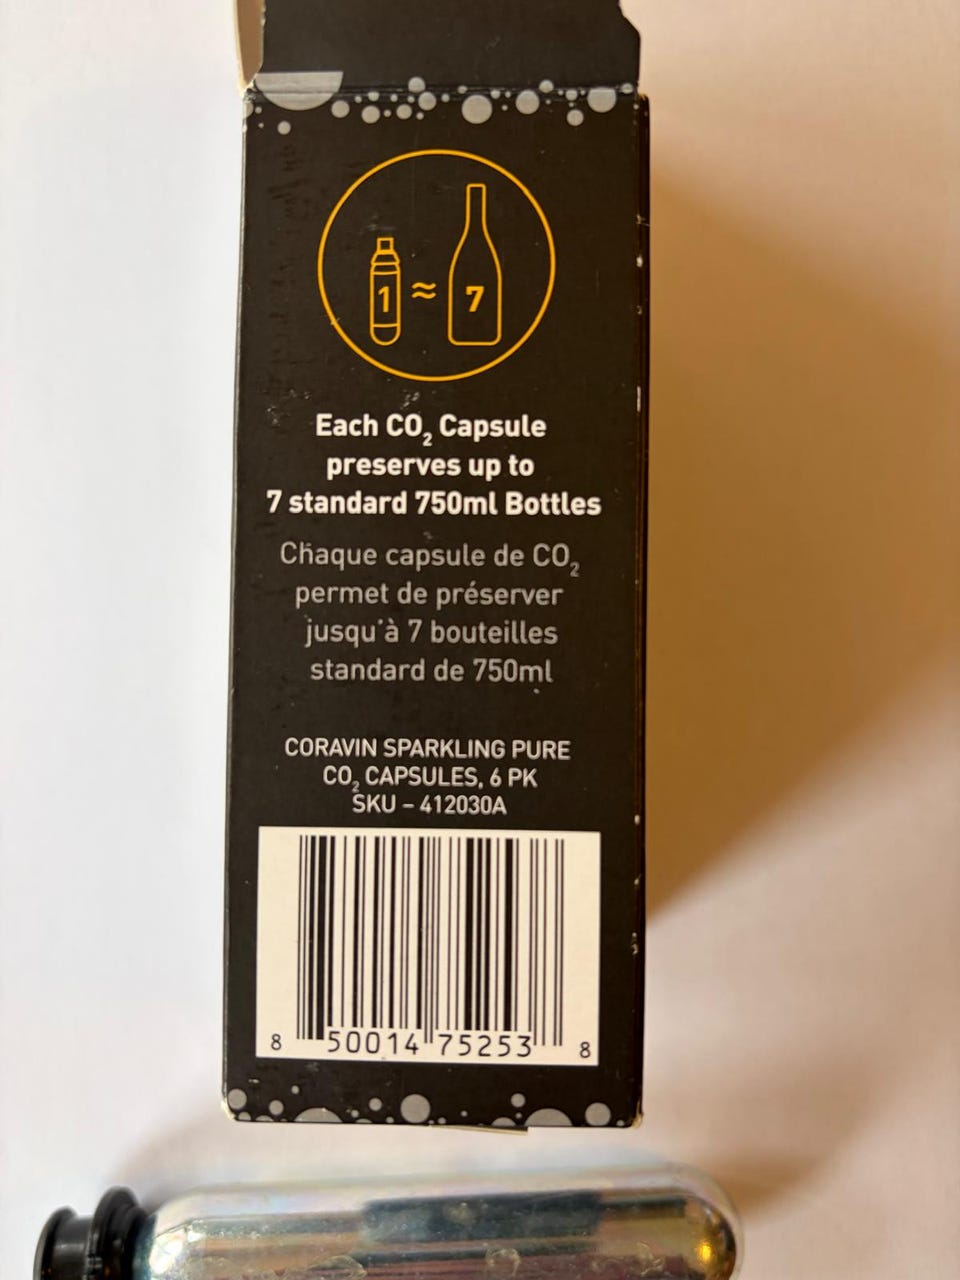 1 ≈ 7
Each CO₂ Capsule
preserves up to
7 standard 750ml Bottles
Chaque capsule de CO₂
permet de préserver
jusqu'à 7 bouteilles
standard de 750ml
CORAVIN SPARKLING PURE
CO₂ CAPSULES, 6 PK
SKU – 412030A
8 50014 75253 8